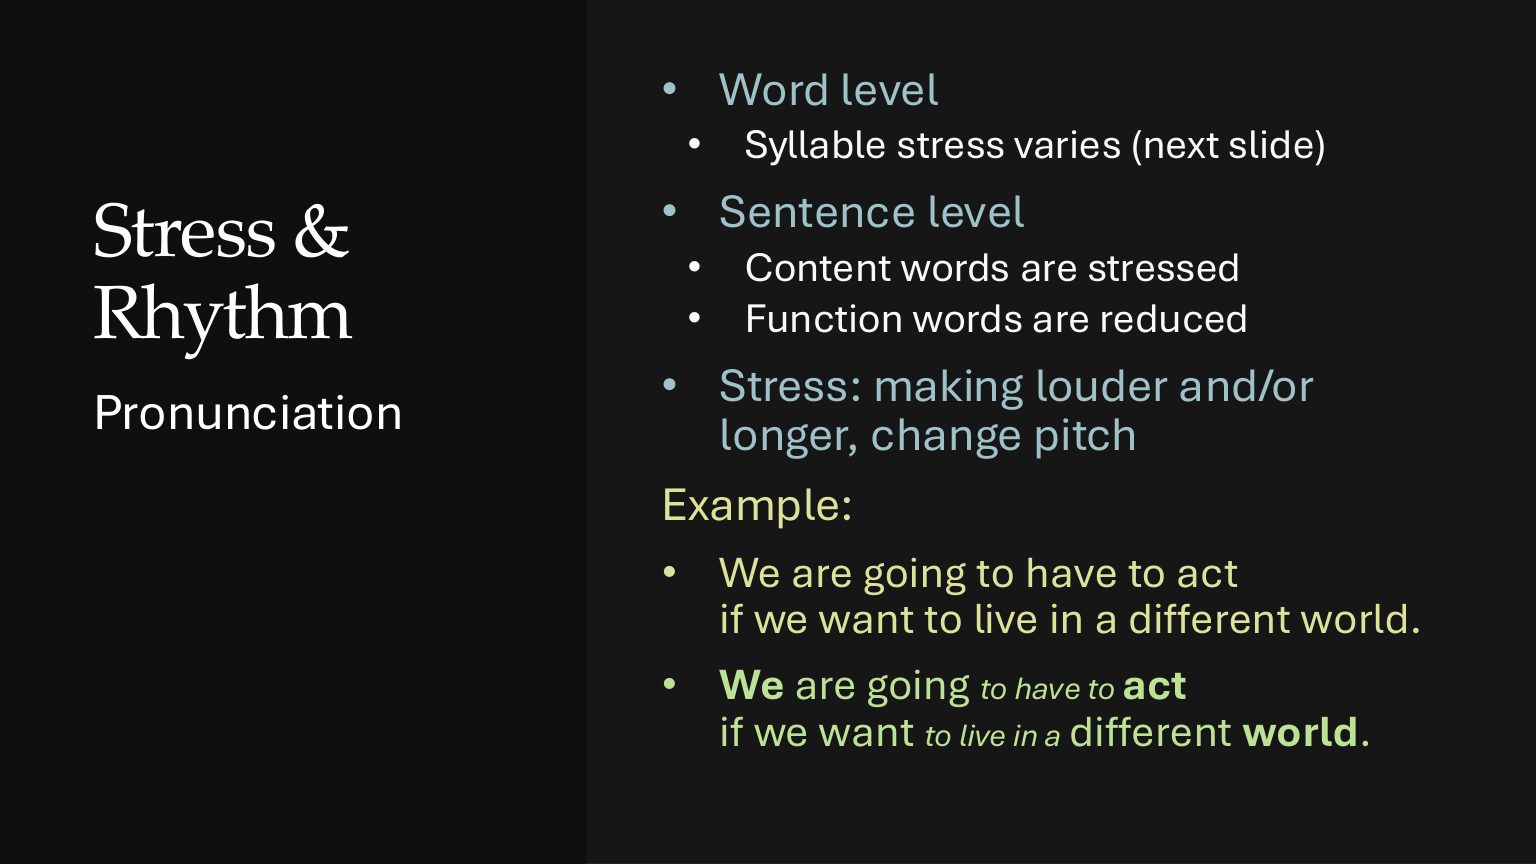 Stress &
Rhythm
Pronunciation
• Word level
• Syllable stress varies (next slide)
• Sentence level
• Content words are stressed
• Function words are reduced
• Stress: making louder and/or
longer, change pitch
Example:
• We are going to have to act
if we want to live in a different world.
• We are going to have to act
if we want to live in a different world.